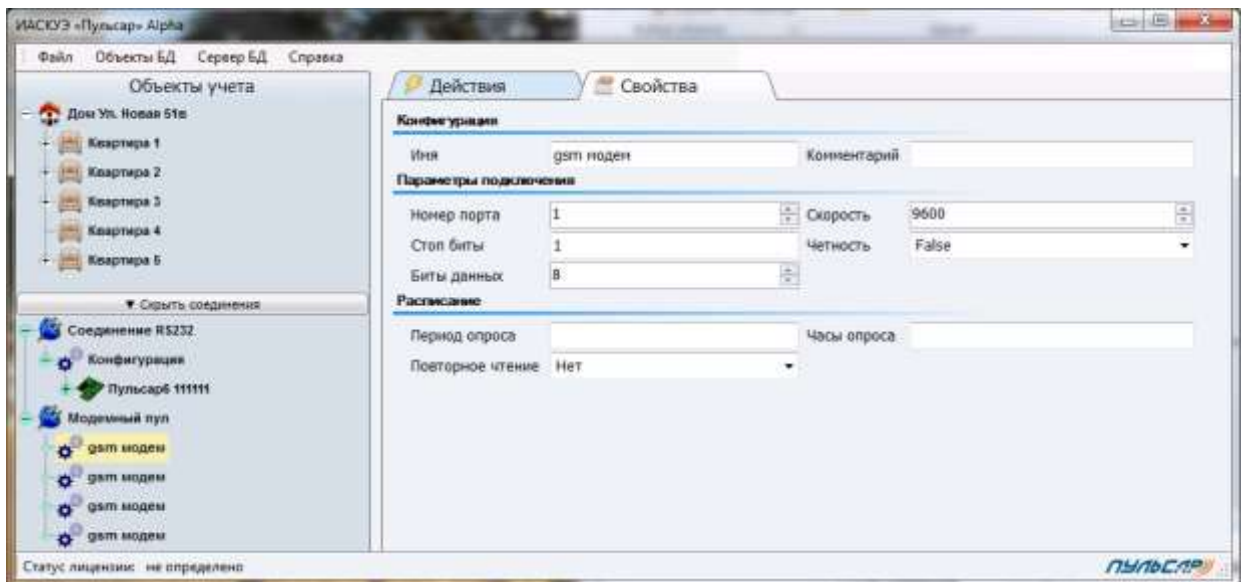 ИАСКУЭ «Пульсар» Alpha
Файл Объекты БД Сервер БД Справка
Объекты учета
Дом Ул. Новая 51в
Квартира 1
Квартира 2
Квартира 3
Квартира 4
Квартира 5
▼ Скрыть соединения
Соединение RS232
Конфигурация
Пульсар6 111111
Модемный пул
gsm модем
gsm модем
gsm модем
gsm модем
Действия Свойства
Конфигурация
Имя gsm модем Комментарий
Параметры подключения
Номер порта 1 Скорость 9600
Стоп биты 1 Четность False
Биты данных 8
Расписание
Период опроса Часы опроса
Повторное чтение Нет
Статус лицензии: не определено
ПУЛЬСАР